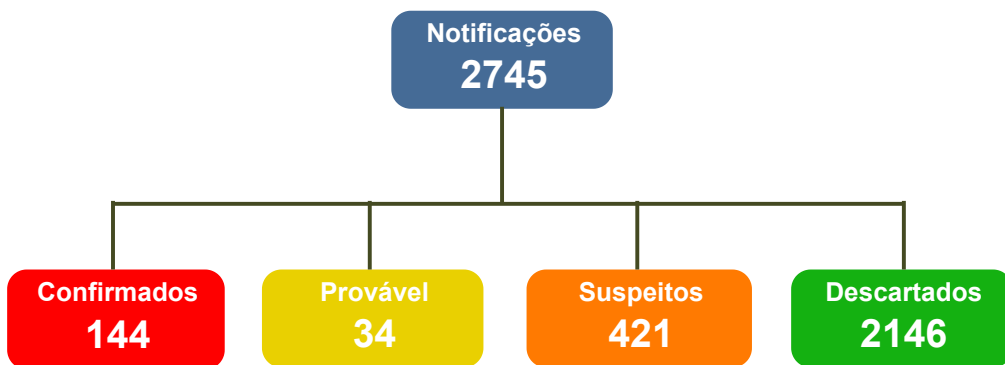 Notificações
2745
Confirmados
144
Provável
34
Suspeitos
421
Descartados
2146